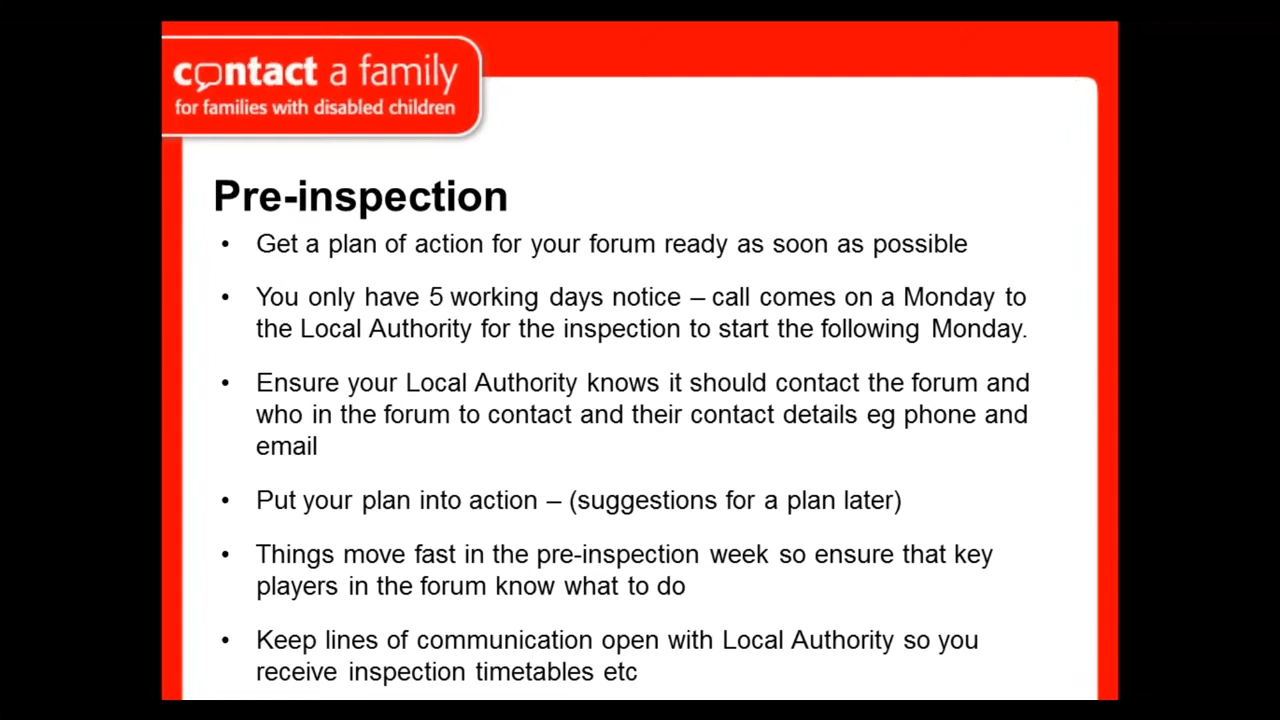 contact a family
for families with disabled children
Pre-inspection
• Get a plan of action for your forum ready as soon as possible
• You only have 5 working days notice – call comes on a Monday to
the Local Authority for the inspection to start the following Monday.
• Ensure your Local Authority knows it should contact the forum and
who in the forum to contact and their contact details eg phone and
email
• Put your plan into action – (suggestions for a plan later)
• Things move fast in the pre-inspection week so ensure that key
players in the forum know what to do
• Keep lines of communication open with Local Authority so you
receive inspection timetables etc